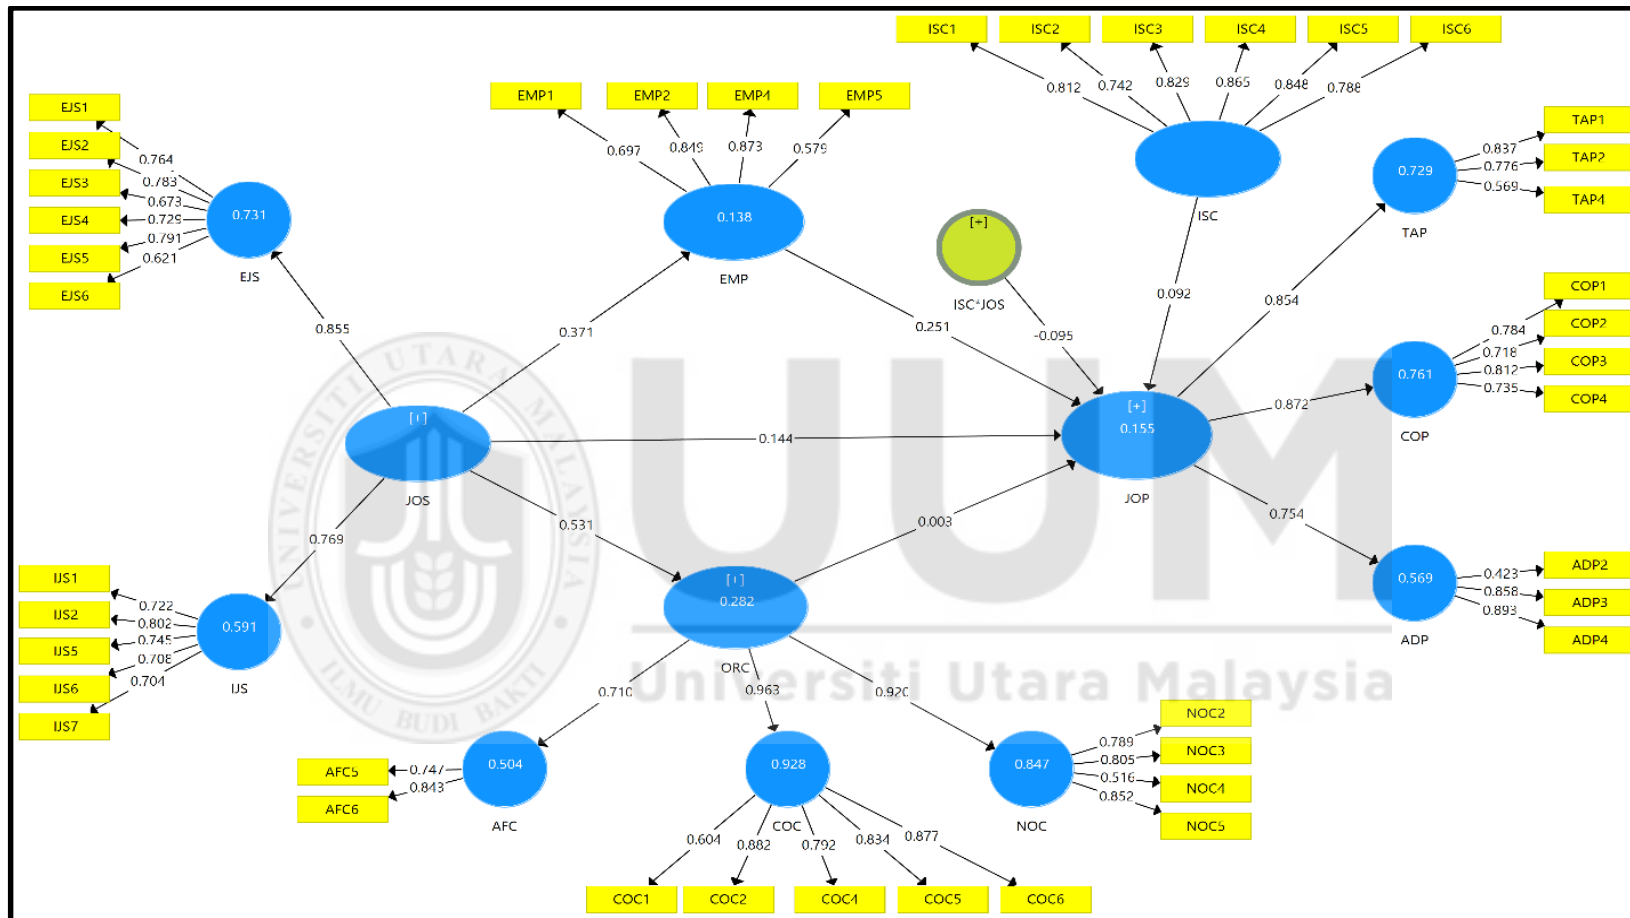 ISC1 ISC2 ISC3 ISC4 ISC5 ISC6
0.812 0.742 0.829 0.865 0.848 0.788
ISC
EMP1 EMP2 EMP4 EMP5
0.697 0.849 0.873 0.579
0.138
EMP
EJS1
EJS2
EJS3
EJS4
EJS5
EJS6
0.764
0.783
0.673
0.729
0.791
0.621
0.731
EJS
TAP1
TAP2
TAP4
0.837
0.776
0.569
0.729
TAP
[+]
ISC*JOS
0.092
-0.095
0.251
0.371
0.855
0.854
COP1
COP2
COP3
COP4
0.784
0.718
0.812
0.735
0.761
COP
0.872
[+]
JOS
0.144
[+]
0.155
JOP
0.769
0.531
0.003
0.754
IJS1
IJS2
IJS5
IJS6
IJS7
0.722
0.802
0.745
0.708
0.704
0.591
IJS
[+]
0.282
ORC
ADP2
ADP3
ADP4
0.423
0.858
0.893
0.569
ADP
0.710
0.963
0.920
AFC5
AFC6
0.747
0.843
0.504
AFC
0.928
COC
0.604 0.882 0.792 0.834 0.877
COC1 COC2 COC4 COC5 COC6
0.847
NOC
0.789
0.805
0.516
0.852
NOC2
NOC3
NOC4
NOC5
UNIVERSITI UTARA MALAYSIA
ILMU BUDI BAKTI
UUM
Universiti Utara Malaysia